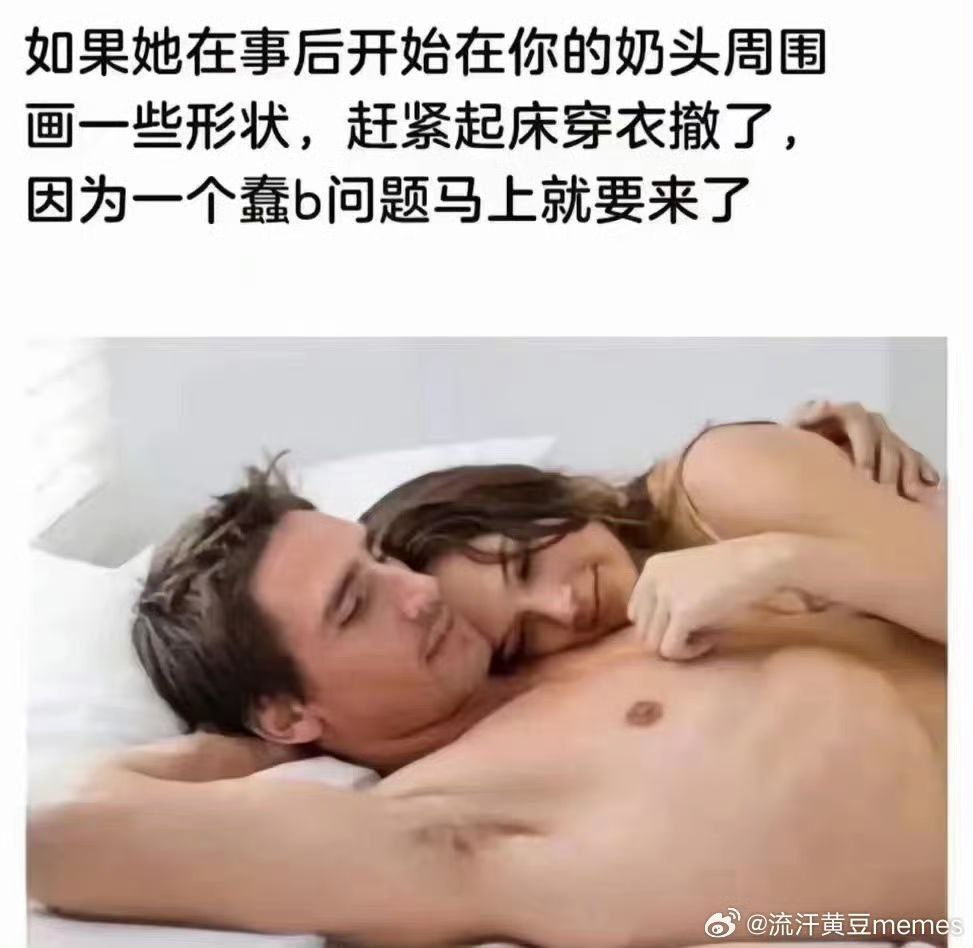 如果她在事后开始在你的奶头周围
画一些形状，赶紧起床穿衣撤了，
因为一个蠢b问题马上就要来了
@流汗黄豆memes